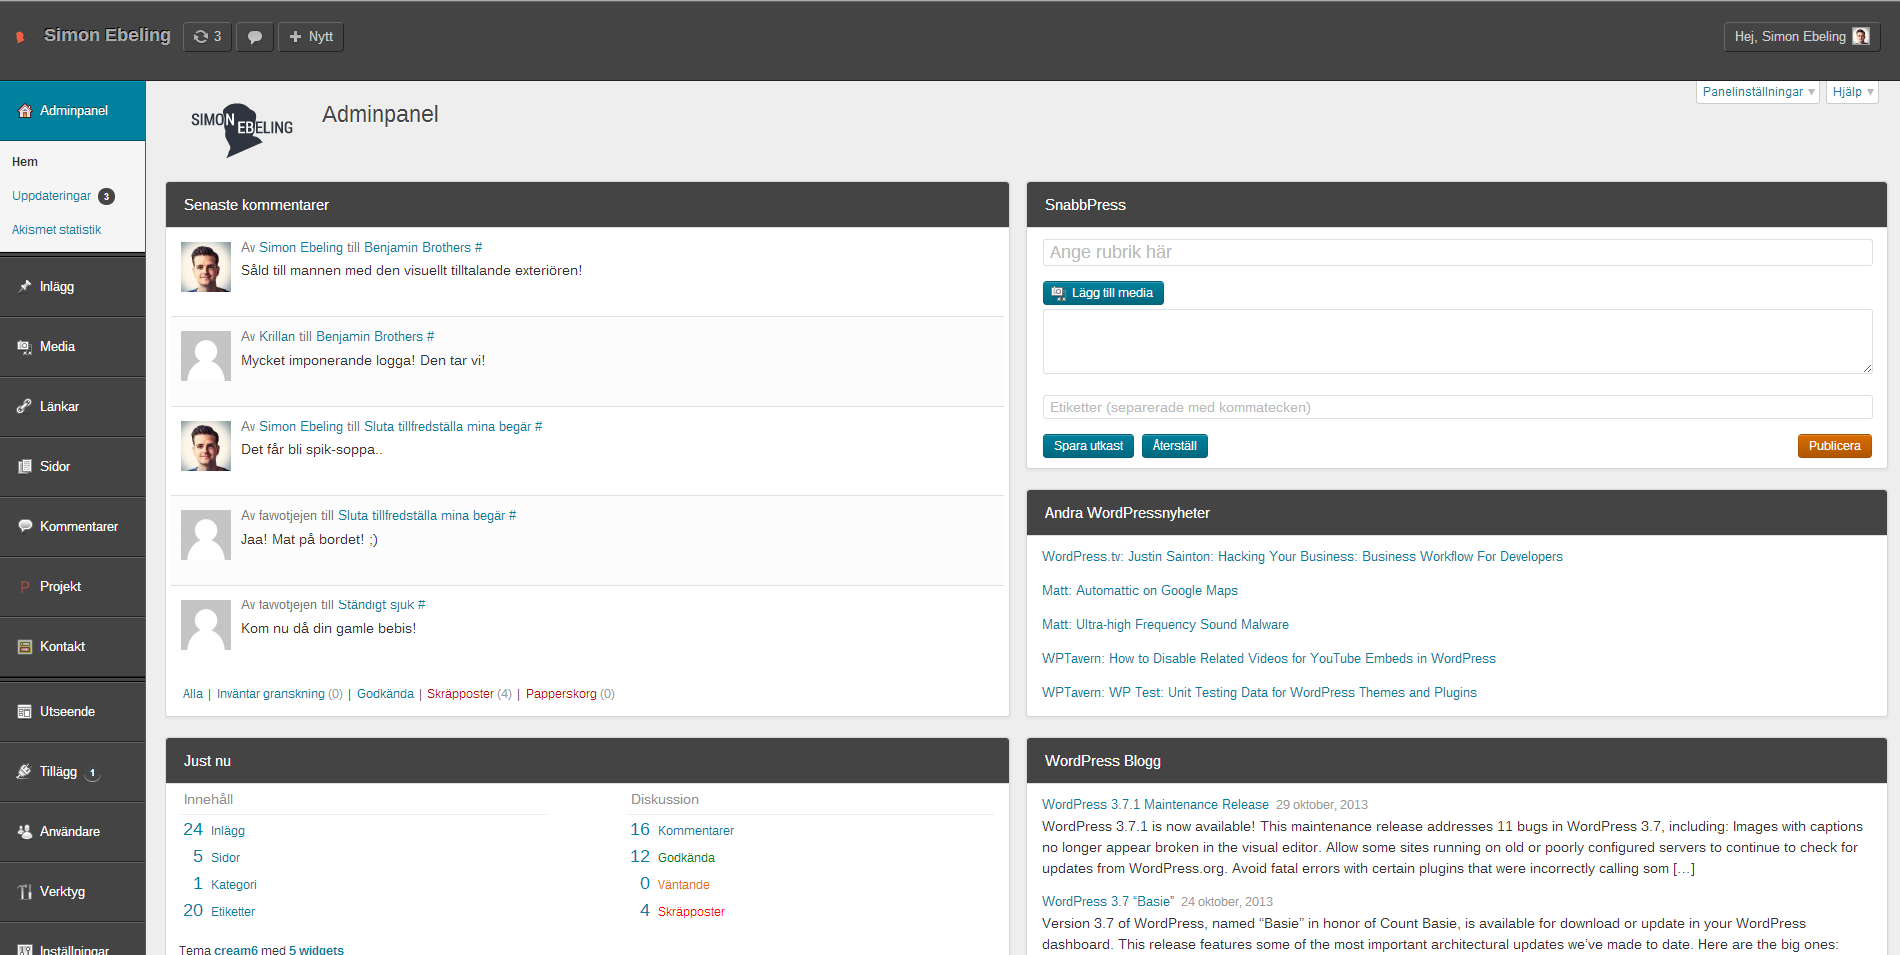 Simon Ebeling 3 Nytt Hej, Simon Ebeling
Adminpanel
Hem
Uppdateringar 3
Akismet statistik
Inlägg
Media
Länkar
Sidor
Kommentarer
P Projekt
Kontakt
Utseende
Tillägg 1
Användare
Verktyg
Inställningar
SIMON EBELING
Adminpanel
Panelinställningar Hjälp
Senaste kommentarer
Av Simon Ebeling till Benjamin Brothers #
Såld till mannen med den visuellt tilltalande exteriören!
Av Krillan till Benjamin Brothers #
Mycket imponerande logga! Den tar vi!
Av Simon Ebeling till Sluta tillfredställa mina begär #
Det får bli spik-soppa..
Av fawotjejen till Sluta tillfredställa mina begär #
Jaa! Mat på bordet! ;)
Av fawotjejen till Ständigt sjuk #
Kom nu då din gamle bebis!
Alla | Inväntar granskning (0) | Godkända | Skräpposter (4) | Papperskorg (0)
Just nu
Innehåll
24 Inlägg
5 Sidor
1 Kategori
20 Etiketter
Diskussion
16 Kommentarer
12 Godkända
0 Väntande
4 Skräpposter
Tema cream6 med 5 widgets
SnabbPress
Ange rubrik här
Lägg till media
Etiketter (separerade med kommatecken)
Spara utkast Återställ Publicera
Andra WordPressnyheter
WordPress.tv: Justin Sainton: Hacking Your Business: Business Workflow For Developers
Matt: Automattic on Google Maps
Matt: Ultra-high Frequency Sound Malware
WPTavern: How to Disable Related Videos for YouTube Embeds in WordPress
WPTavern: WP Test: Unit Testing Data for WordPress Themes and Plugins
WordPress Blogg
WordPress 3.7.1 Maintenance Release 29 oktober, 2013
WordPress 3.7.1 is now available! This maintenance release addresses 11 bugs in WordPress 3.7, including: Images with captions
no longer appear broken in the visual editor. Allow some sites running on old or poorly configured servers to continue to check for
updates from WordPress.org. Avoid fatal errors with certain plugins that were incorrectly calling som […]
WordPress 3.7 “Basie” 24 oktober, 2013
Version 3.7 of WordPress, named “Basie” in honor of Count Basie, is available for download or update in your WordPress
dashboard. This release features some of the most important architectural updates we’ve made to date. Here are the big ones: